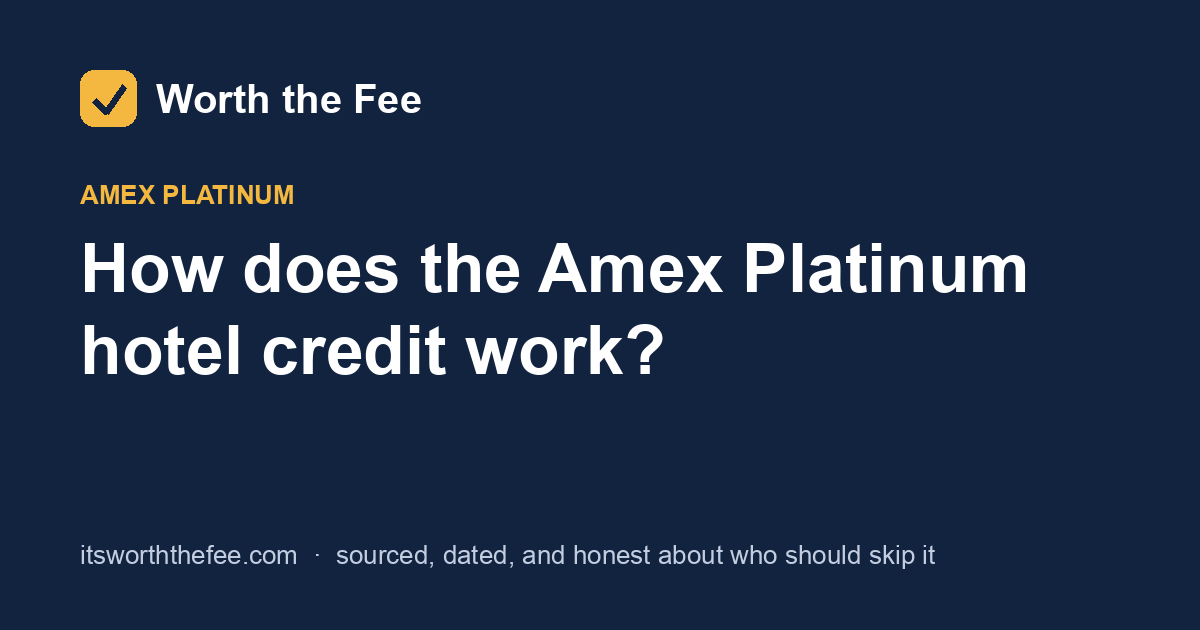 Worth the Fee
AMEX PLATINUM
How does the Amex Platinum
hotel credit work?
itsworththefee.com · sourced, dated, and honest about who should skip it